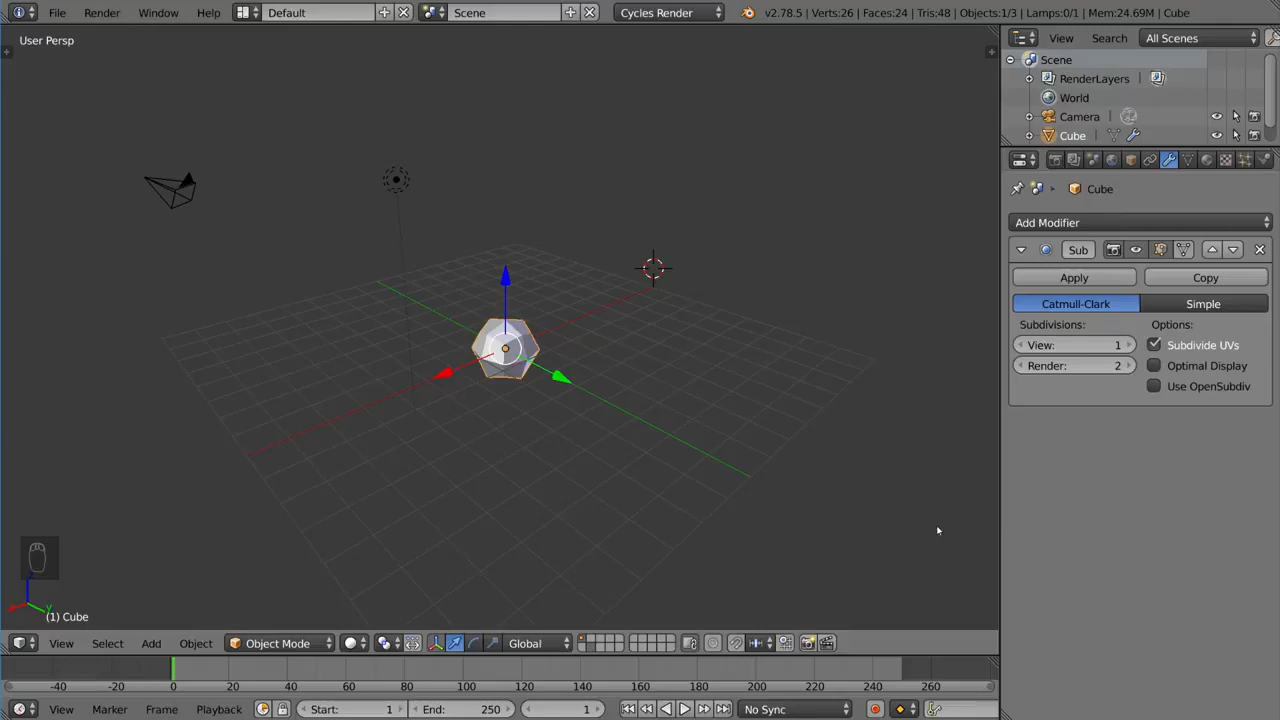 File Render Window Help Default Scene Cycles Render v2.78.5 | Verts:26 | Faces:24 | Tris:48 | Objects:1/3 | Lamps:0/1 | Mem:24.69M | Cube
User Persp
View Search All Scenes
Scene
RenderLayers
World
Camera
Cube
Cube
Add Modifier
Sub
Apply Copy
Catmull-Clark Simple
Subdivisions: Options:
View: 1 Subdivide UVs
Render: 2 Optimal Display
Use OpenSubdiv
z
y
(1) Cube
View Select Add Object Object Mode Global
-40 -20 0 20 40 60 80 100 120 140 160 180 200 220 240 260
View Marker Frame Playback Start: 1 End: 250 1 No Sync